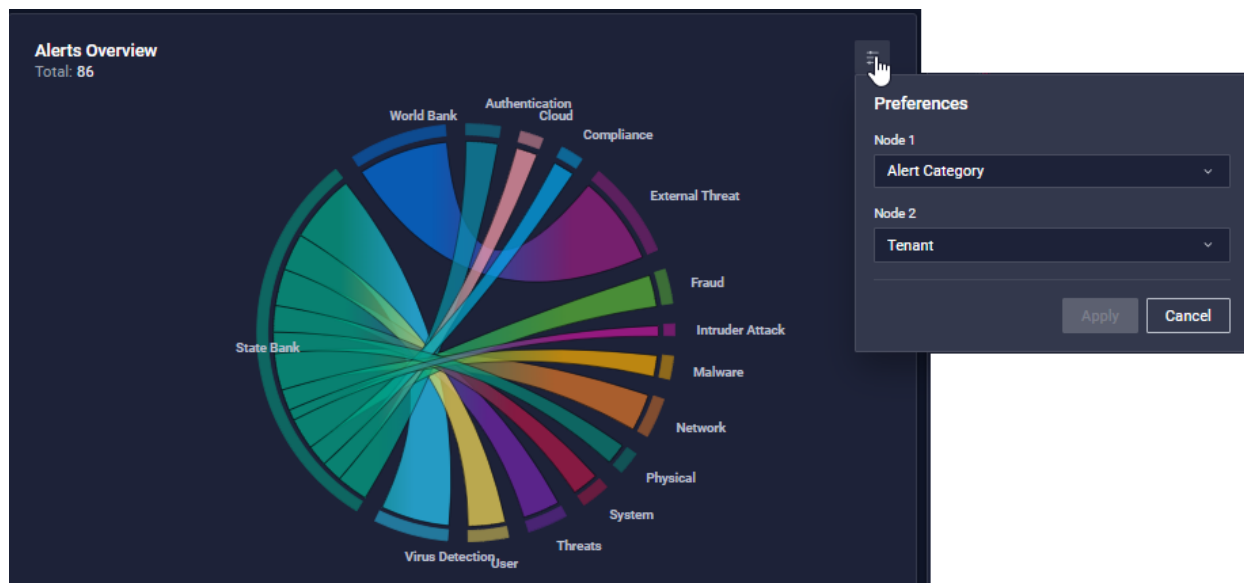 Alerts Overview
Total: 86
World Bank
Authentication
Cloud
Compliance
External Threat
Fraud
Intruder Attack
Malware
Network
Physical
System
Threats
User
Virus Detection
State Bank
Preferences
Node 1
Alert Category
Node 2
Tenant
Apply
Cancel